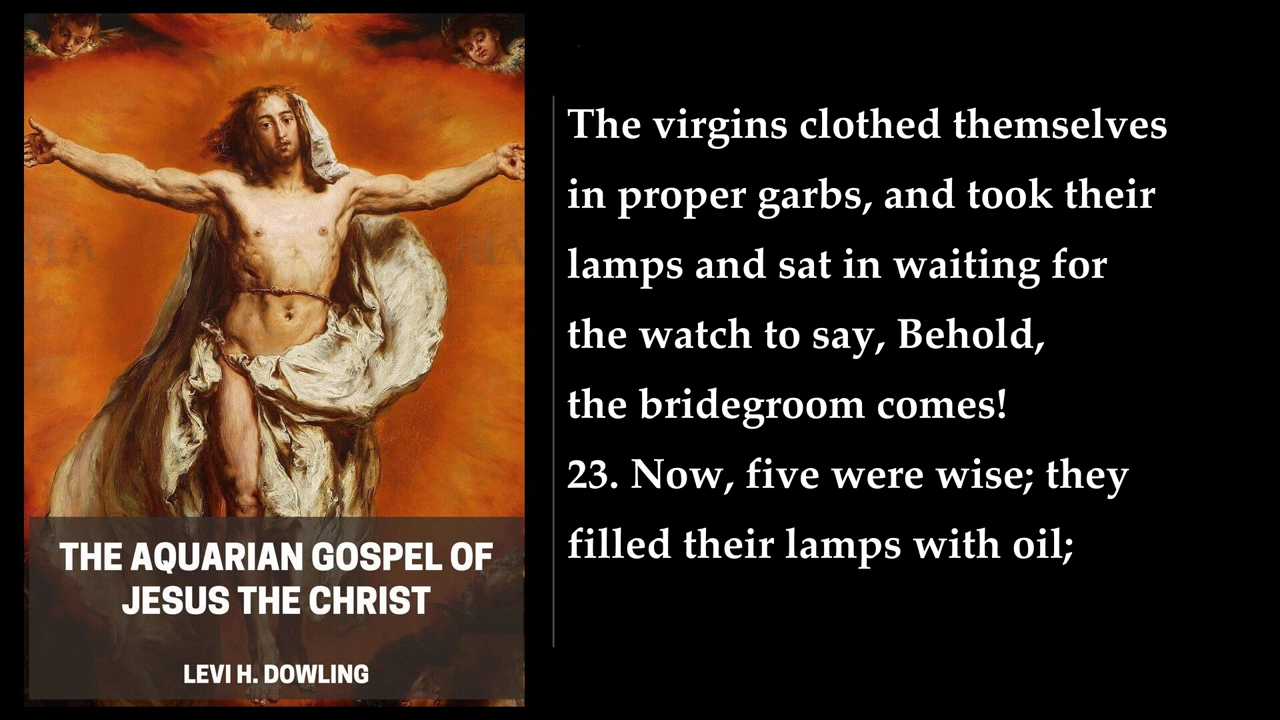 THE AQUARIAN GOSPEL OF
JESUS THE CHRIST
LEVI H. DOWLING
The virgins clothed themselves
in proper garbs, and took their
lamps and sat in waiting for
the watch to say, Behold,
the bridegroom comes!
23. Now, five were wise; they
filled their lamps with oil;